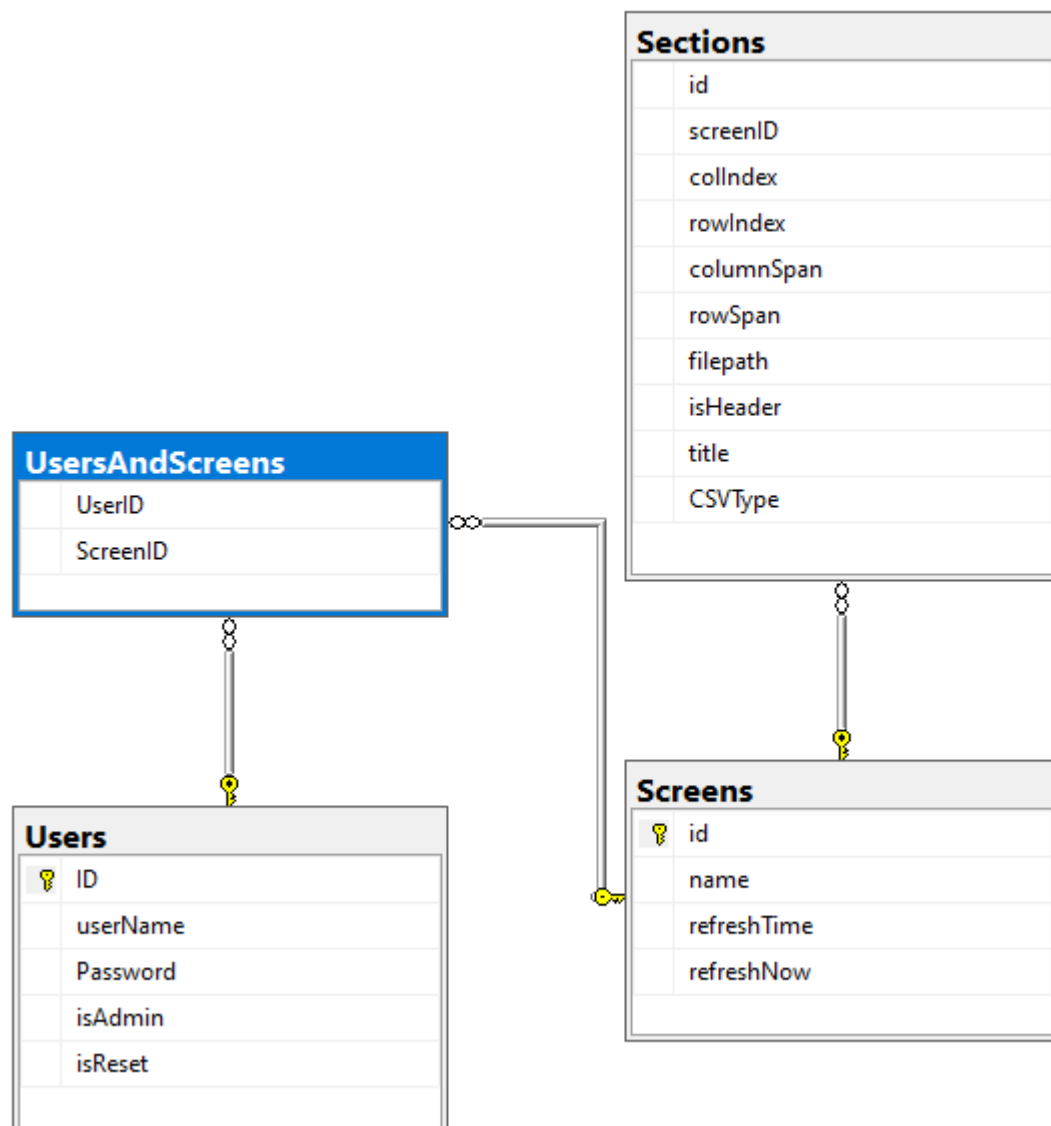 Sections
id
screenID
colIndex
rowIndex
columnSpan
rowSpan
filepath
isHeader
title
CSVType
UsersAndScreens
UserID
ScreenID
Users
ID
userName
Password
isAdmin
isReset
Screens
id
name
refreshTime
refreshNow